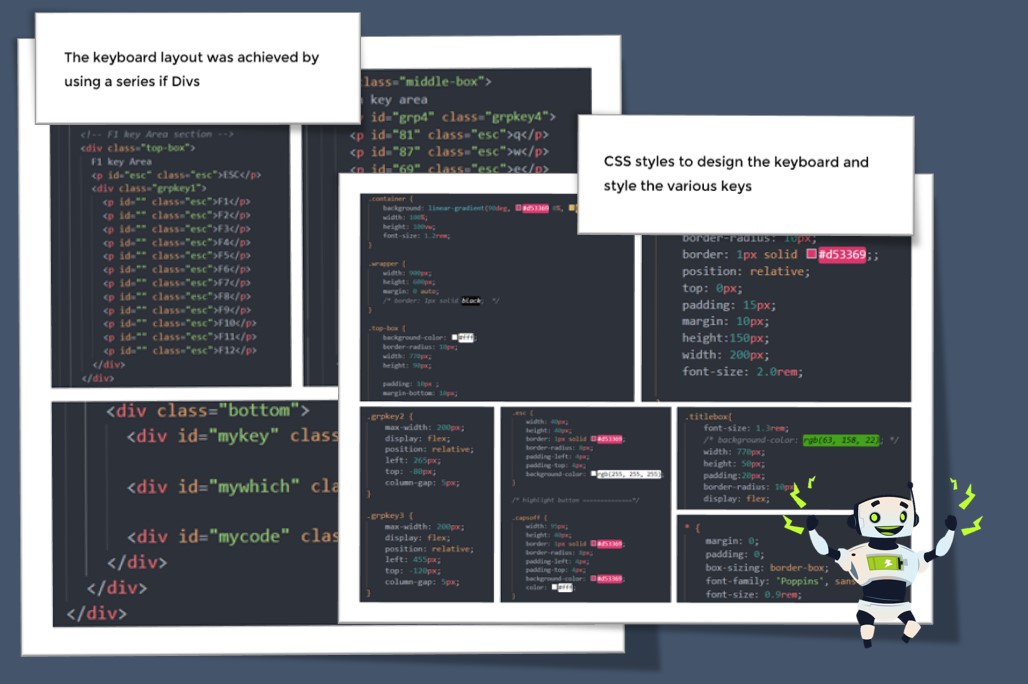 The keyboard layout was achieved by
using a series if Divs
<!-- F1 key Area section -->
<div class="top-box">
F1 key Area
<p id="esc" class="esc">ESC</p>
<div class="grpkey1">
<p id="" class="esc">F1</p>
<p id="" class="esc">F2</p>
<p id="" class="esc">F3</p>
<p id="" class="esc">F4</p>
<p id="" class="esc">F5</p>
<p id="" class="esc">F6</p>
<p id="" class="esc">F7</p>
<p id="" class="esc">F8</p>
<p id="" class="esc">F9</p>
<p id="" class="esc">F10</p>
<p id="" class="esc">F11</p>
<p id="" class="esc">F12</p>
</div>
</div>
lass="middle-box">
key area
id="grp4" class="grpkey4">
<p id="81" class="esc">q</p>
<p id="87" class="esc">w</p>
<p id="69" class="esc">e</p>
<div class="bottom">
<div id="mykey" class
<div id="mywhich" cla
<div id="mycode" clas
</div>
</div>
</div>
CSS styles to design the keyboard and
style the various keys
.container {
background: linear-gradient(90deg, #d53369 0%,
width: 100%;
height: 100vw;
font-size: 1.2rem;
}
.wrapper {
width: 900px;
height: 600px;
margin: 0 auto;
/* border: 1px solid black; */
}
.top-box {
background-color: #fff;
border-radius: 10px;
width: 770px;
height: 90px;
padding: 10px ;
margin-bottom: 10px;
border-radius: 10px;
border: 1px solid #d53369;;
position: relative;
top: 0px;
padding: 15px;
margin: 10px;
height:150px;
width: 200px;
font-size: 2.0rem;
.grpkey2 {
max-width: 200px;
display: flex;
position: relative;
left: 265px;
top: -80px;
column-gap: 5px;
}
.grpkey3 {
max-width: 200px;
display: flex;
position: relative;
left: 455px;
top: -120px;
column-gap: 5px;
}
.esc {
width: 40px;
height: 40px;
border: 1px solid #d53369;
border-radius: 8px;
padding-left: 4px;
padding-top: 4px;
background-color: rgb(255, 255, 255)
}
/* highlight button ==============*/
.capsoff {
width: 95px;
height: 40px;
border: 1px solid #d53369;
border-radius: 8px;
padding-left: 4px;
padding-top: 4px;
background-color: #d53369;
color: #fff;
}
.titlebox{
font-size: 1.3rem;
/* background-color: rgb(63, 158, 22); */
width: 770px;
height: 50px;
padding:20px;
border-radius: 10px
display: flex;
* {
margin: 0;
padding: 0;
box-sizing: border-box;
font-family: 'Poppins', sans
font-size: 0.9rem;